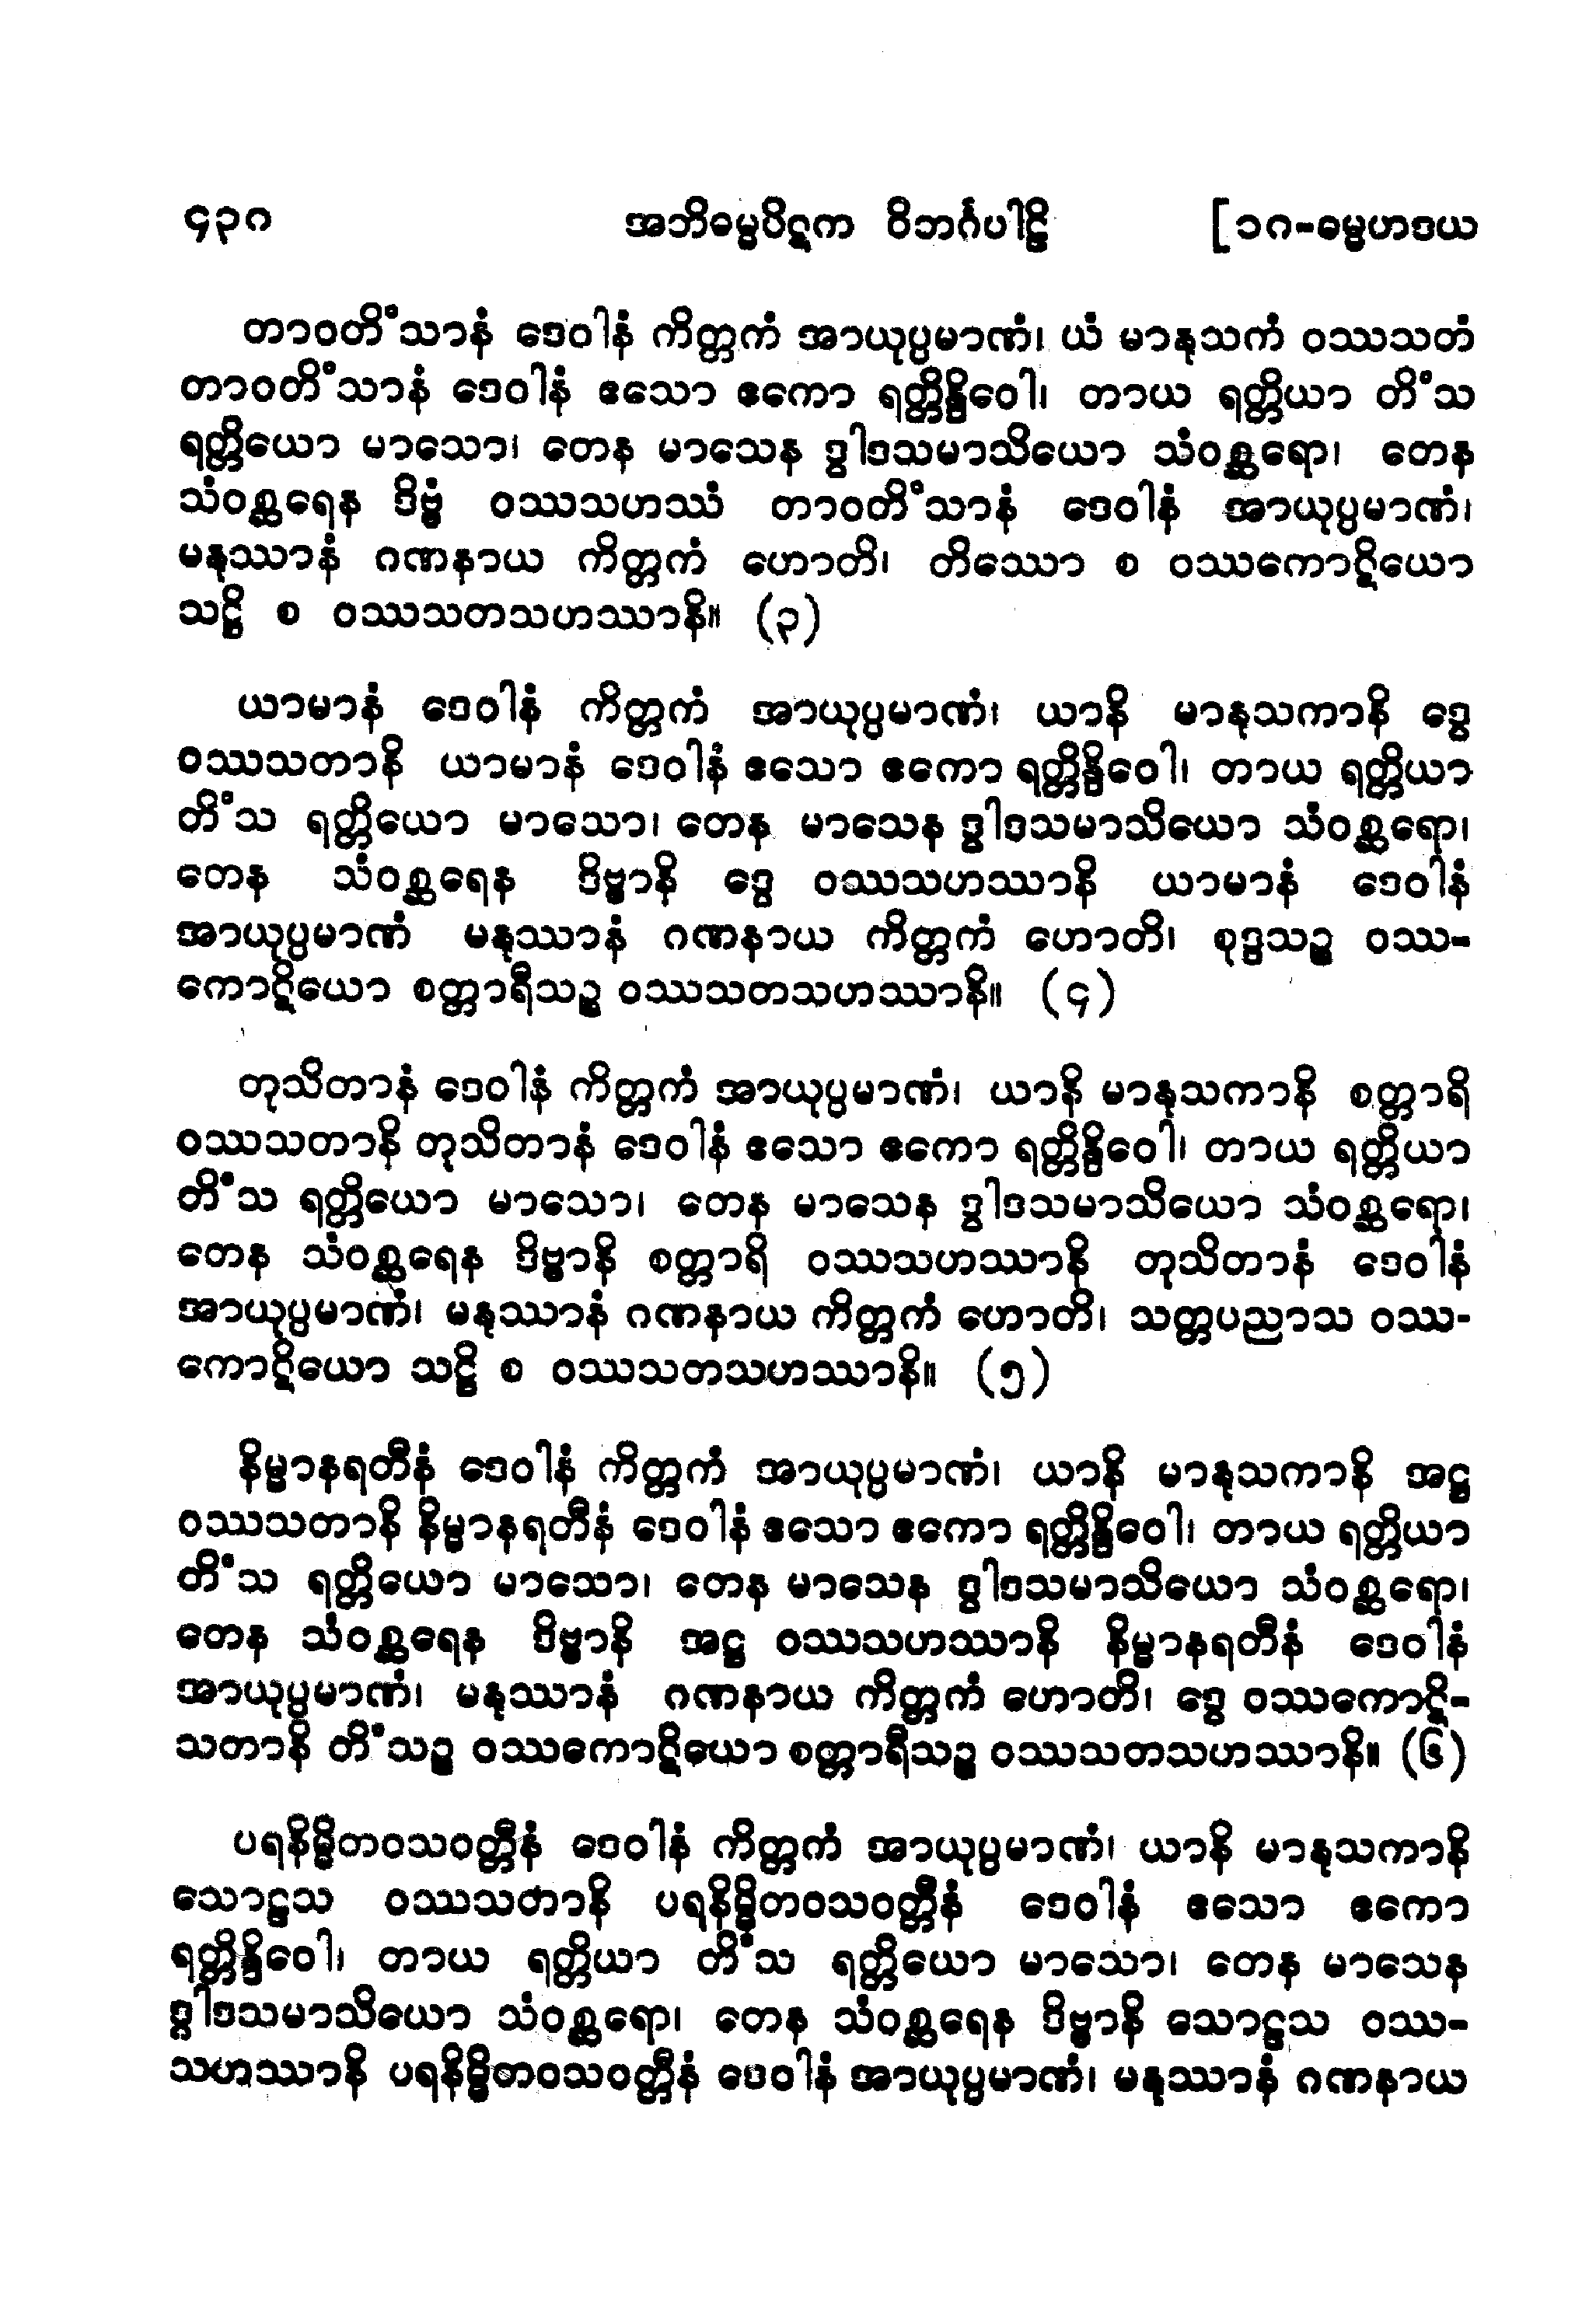 ၄၃၈ အဘိဓမ္မပိဋက ဝိဘင်္ဂပါဠိ [၁၈-ဓမ္မဟဒယ
တာဝတိံသာနံ ဒေဝါနံ ကိတ္တကံ အာယုပ္ပမာဏံ၊ ယံ မာနုသကံ ဝဿသတံ
တာဝတိံသာနံ ဒေဝါနံ ဧသော ဧကော ရတ္တိန္ဒိဝေါ၊ တာယ ရတ္တိယာ တိံသ
ရတ္တိယော မာသော၊ တေန မာသေန ဒွါဒသမာသိယော သံဝစ္ဆရော၊ တေန
သံဝစ္ဆရေန ဒိဗ္ဗံ ဝဿသဟဿံ တာဝတိံသာနံ ဒေဝါနံ အာယုပ္ပမာဏံ၊
မနုဿာနံ ဂဏနာယ ကိတ္တကံ ဟောတိ၊ တိဿော စ ဝဿကောဋိယော
သဋ္ဌိ စ ဝဿသတသဟဿာနိ။ (၃)
ယာမာနံ ဒေဝါနံ ကိတ္တကံ အာယုပ္ပမာဏံ၊ ယာနိ မာနုသကာနိ ဒွေ
ဝဿသတာနိ ယာမာနံ ဒေဝါနံ ဧသော ဧကော ရတ္တိန္ဒိဝေါ၊ တာယ ရတ္တိယာ
တိံသ ရတ္တိယော မာသော၊ တေန မာသေန ဒွါဒသမာသိယော သံဝစ္ဆရော၊
တေန သံဝစ္ဆရေန ဒိဗ္ဗာနိ ဒွေ ဝဿသဟဿာနိ ယာမာနံ ဒေဝါနံ
အာယုပ္ပမာဏံ မနုဿာနံ ဂဏနာယ ကိတ္တကံ ဟောတိ၊ စုဒ္ဒသဉ္စ ဝဿ-
ကောဋိယော စတ္တာရီသဉ္စ ဝဿသတသဟဿာနိ။ (၄)
တုသိတာနံ ဒေဝါနံ ကိတ္တကံ အာယုပ္ပမာဏံ၊ ယာနိ မာနုသကာနိ စတ္တာရိ
ဝဿသတာနိ တုသိတာနံ ဒေဝါနံ ဧသော ဧကော ရတ္တိန္ဒိဝေါ၊ တာယ ရတ္တိယာ
တိံသ ရတ္တိယော မာသော၊ တေန မာသေန ဒွါဒသမာသိယော သံဝစ္ဆရော၊
တေန သံဝစ္ဆရေန ဒိဗ္ဗာနိ စတ္တာရိ ဝဿသဟဿာနိ တုသိတာနံ ဒေဝါနံ
အာယုပ္ပမာဏံ၊ မနုဿာနံ ဂဏနာယ ကိတ္တကံ ဟောတိ၊ သတ္တပညာသ ဝဿ-
ကောဋိယော သဋ္ဌိ စ ဝဿသတသဟဿာနိ။ (၅)
နိမ္မာနရတီနံ ဒေဝါနံ ကိတ္တကံ အာယုပ္ပမာဏံ၊ ယာနိ မာနုသကာနိ အဋ္ဌ
ဝဿသတာနိ နိမ္မာနရတီနံ ဒေဝါနံ ဧသော ဧကော ရတ္တိန္ဒိဝေါ၊ တာယ ရတ္တိယာ
တိံသ ရတ္တိယော မာသော၊ တေန မာသေန ဒွါဒသမာသိယော သံဝစ္ဆရော၊
တေန သံဝစ္ဆရေန ဒိဗ္ဗာနိ အဋ္ဌ ဝဿသဟဿာနိ နိမ္မာနရတီနံ ဒေဝါနံ
အာယုပ္ပမာဏံ၊ မနုဿာနံ ဂဏနာယ ကိတ္တကံ ဟောတိ၊ ဒွေ ဝဿကောဋိ-
သတာနိ တိံသဉ္စ ဝဿကောဋိယော စတ္တာရီသဉ္စ ဝဿသတသဟဿာနိ။ (၆)
ပရနိမ္မိတဝသဝတ္တီနံ ဒေဝါနံ ကိတ္တကံ အာယုပ္ပမာဏံ၊ ယာနိ မာနုသကာနိ
သောဠသ ဝဿသတာနိ ပရနိမ္မိတဝသဝတ္တီနံ ဒေဝါနံ ဧသော ဧကော
ရတ္တိန္ဒိဝေါ၊ တာယ ရတ္တိယာ တိံသ ရတ္တိယော မာသော၊ တေန မာသေန
ဒွါဒသမာသိယော သံဝစ္ဆရော၊ တေန သံဝစ္ဆရေန ဒိဗ္ဗာနိ သောဠသ ဝဿ-
သဟဿာနိ ပရနိမ္မိတဝသဝတ္တီနံ ဒေဝါနံ အာယုပ္ပမာဏံ၊ မနုဿာနံ ဂဏနာယ